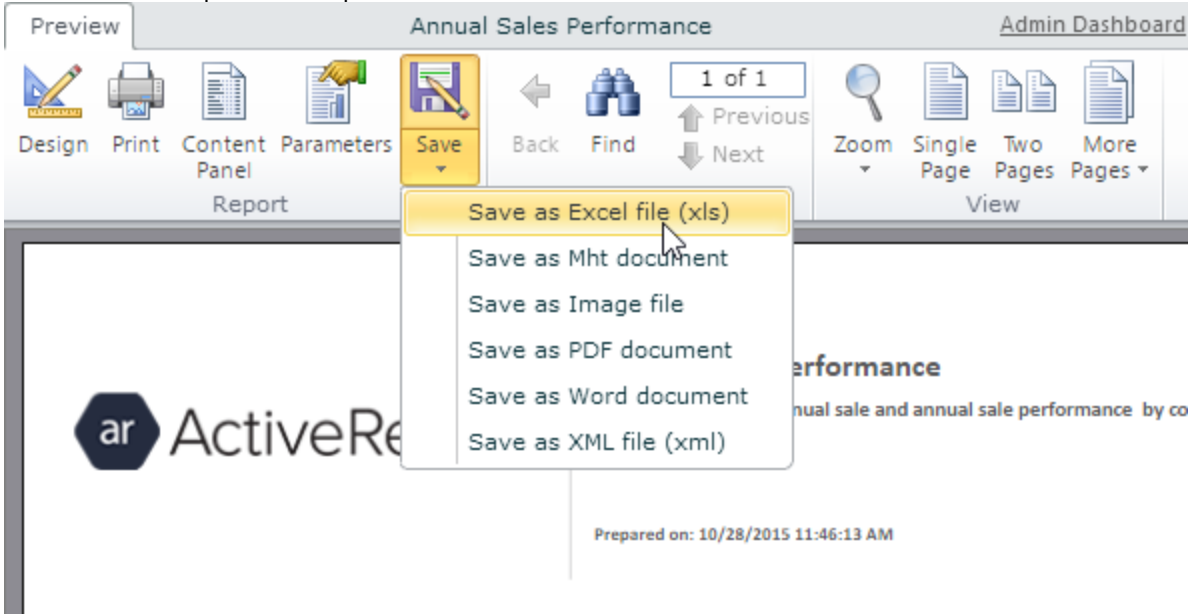 Preview
Annual Sales Performance
Admin Dashboard
1 of 1
Previous
Next
Design Print Content Panel Parameters Save Back Find Zoom Single Page Two Pages More Pages
Report
View
Save as Excel file (xls)
Save as Mht document
Save as Image file
Save as PDF document
Save as Word document
Save as XML file (xml)
erformance
nual sale and annual sale performance by co
ar ActiveRe
Prepared on: 10/28/2015 11:46:13 AM